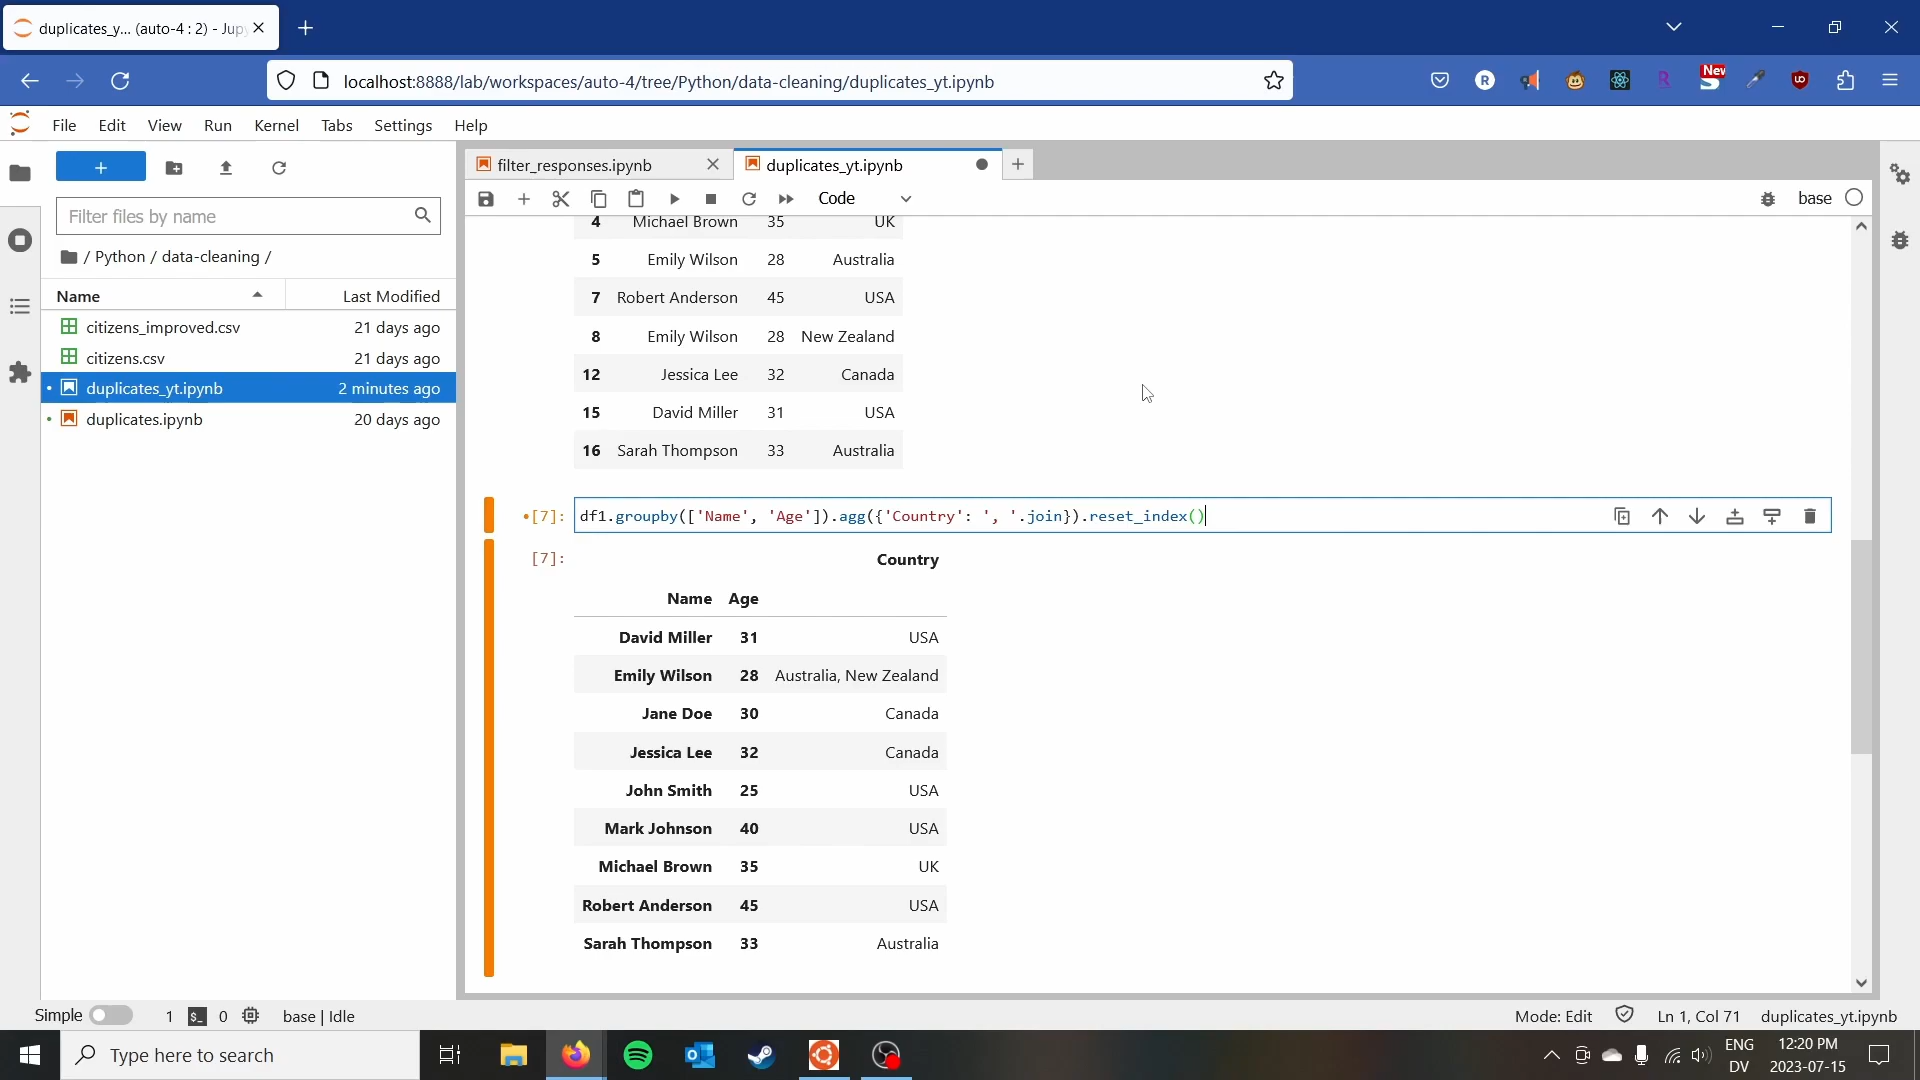 duplicates_y... (auto-4 : 2) - Jupy
localhost:8888/lab/workspaces/auto-4/tree/Python/data-cleaning/duplicates_yt.ipynb
New
File Edit View Run Kernel Tabs Settings Help
Filter files by name
/ Python / data-cleaning /
Name Last Modified
citizens_improved.csv 21 days ago
citizens.csv 21 days ago
duplicates_yt.ipynb 2 minutes ago
duplicates.ipynb 20 days ago
filter_responses.ipynb
duplicates_yt.ipynb
Code
base
4 Michael Brown 35 UK
5 Emily Wilson 28 Australia
7 Robert Anderson 45 USA
8 Emily Wilson 28 New Zealand
12 Jessica Lee 32 Canada
15 David Miller 31 USA
16 Sarah Thompson 33 Australia
[7]: df1.groupby(['Name', 'Age']).agg({'Country': ', '.join}).reset_index()
[7]: Country
Name Age
David Miller 31 USA
Emily Wilson 28 Australia, New Zealand
Jane Doe 30 Canada
Jessica Lee 32 Canada
John Smith 25 USA
Mark Johnson 40 USA
Michael Brown 35 UK
Robert Anderson 45 USA
Sarah Thompson 33 Australia
Simple 1 $_ 0 base | Idle
Mode: Edit Ln 1, Col 71 duplicates_yt.ipynb
Type here to search
ENG
DV
12:20 PM
2023-07-15